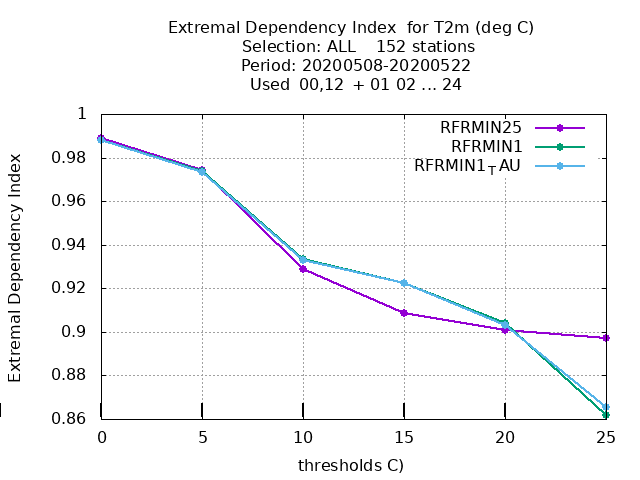 Extremal Dependency Index  for T2m (deg C)
Selection: ALL    152 stations
Period: 20200508-20200522
Used  00,12  + 01 02 ... 24
RFRMIN25
RFRMIN1
RFRMIN1TAU
Extremal Dependency Index
1
0.98
0.96
0.94
0.92
0.9
0.88
0.86
0 5 10 15 20 25
thresholds C)